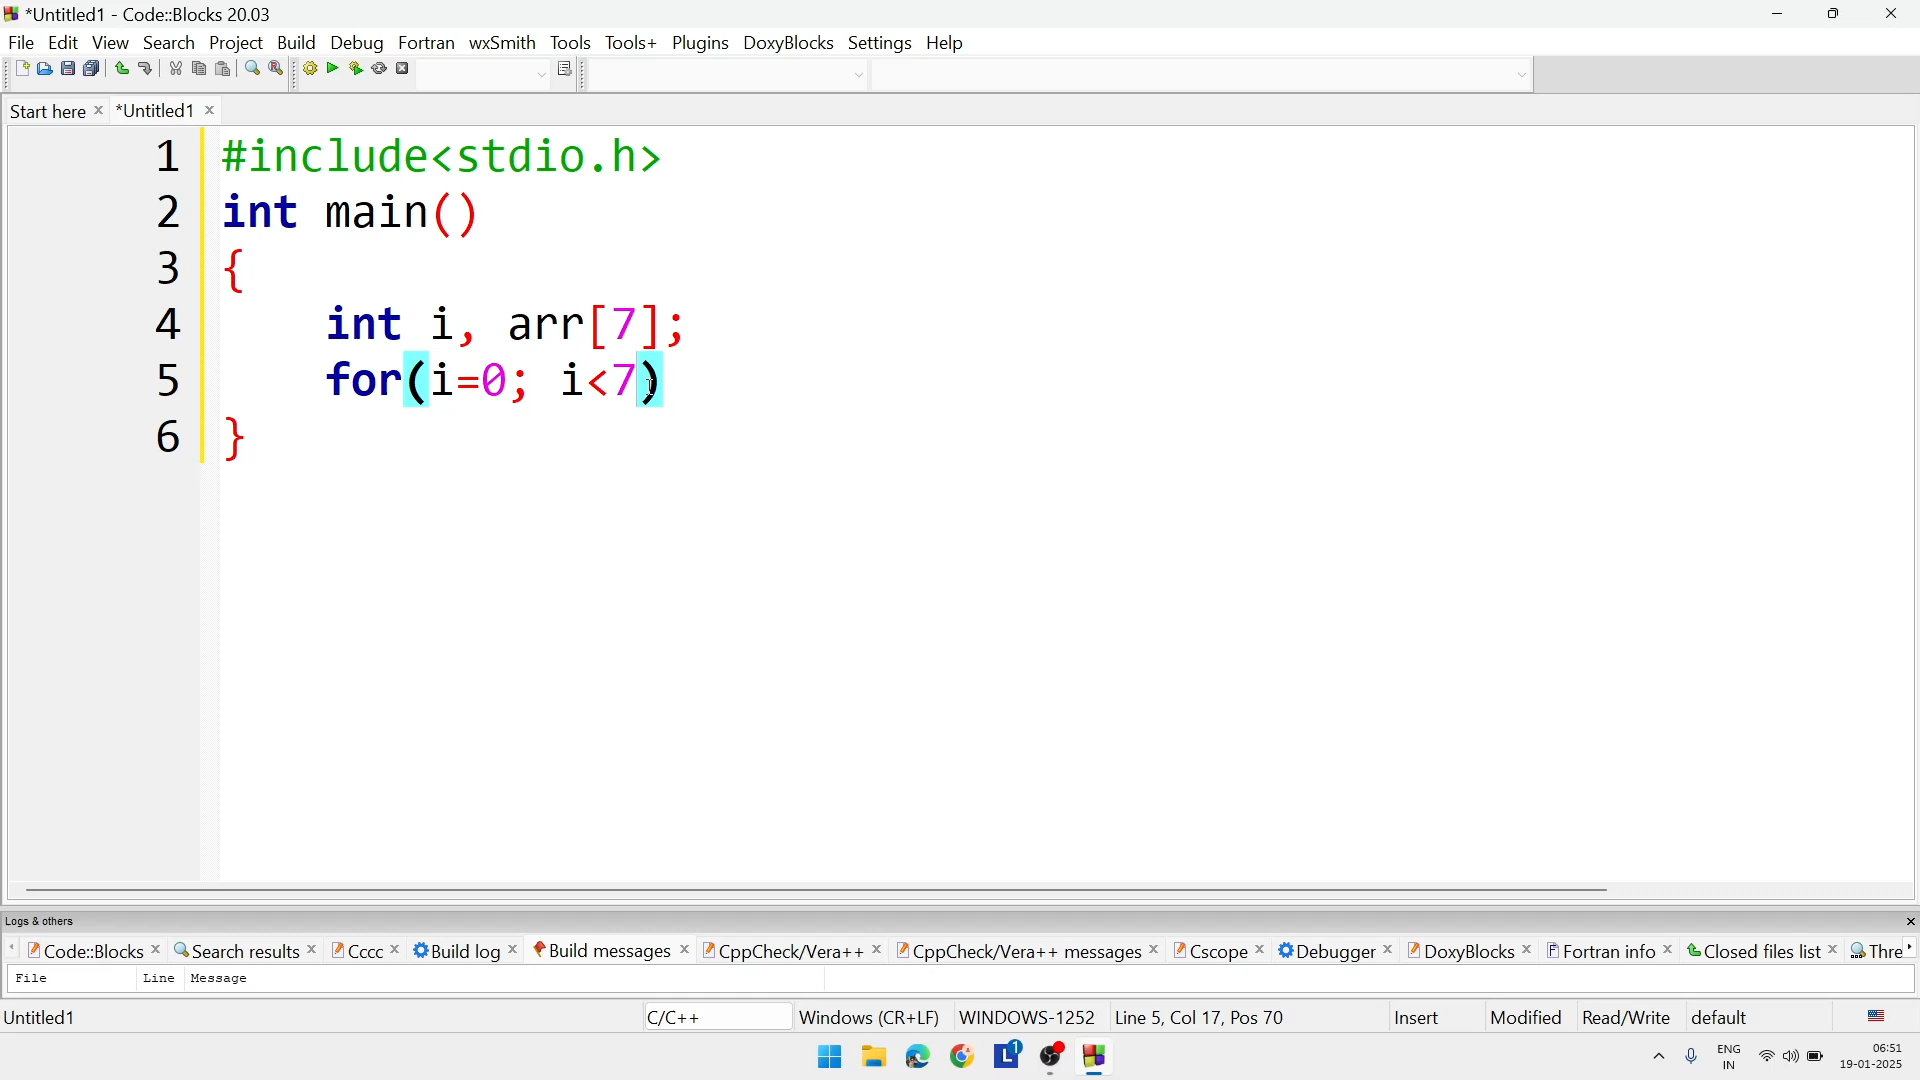 *Untitled1 - Code::Blocks 20.03
File Edit View Search Project Build Debug Fortran wxSmith Tools Tools+ Plugins DoxyBlocks Settings Help
Start here *Untitled1
1 #include<stdio.h>
2 int main()
3 {
4 int i, arr[7];
5 for(i=0; i<7)
6 }
Logs & others
Code::Blocks Search results Cccc Build log Build messages CppCheck/Vera++ CppCheck/Vera++ messages Cscope Debugger DoxyBlocks Fortran info Closed files list Thre
File Line Message
Untitled1 C/C++ Windows (CR+LF) WINDOWS-1252 Line 5, Col 17, Pos 70 Insert Modified Read/Write default
L 1 ENG 06:51
IN 19-01-2025